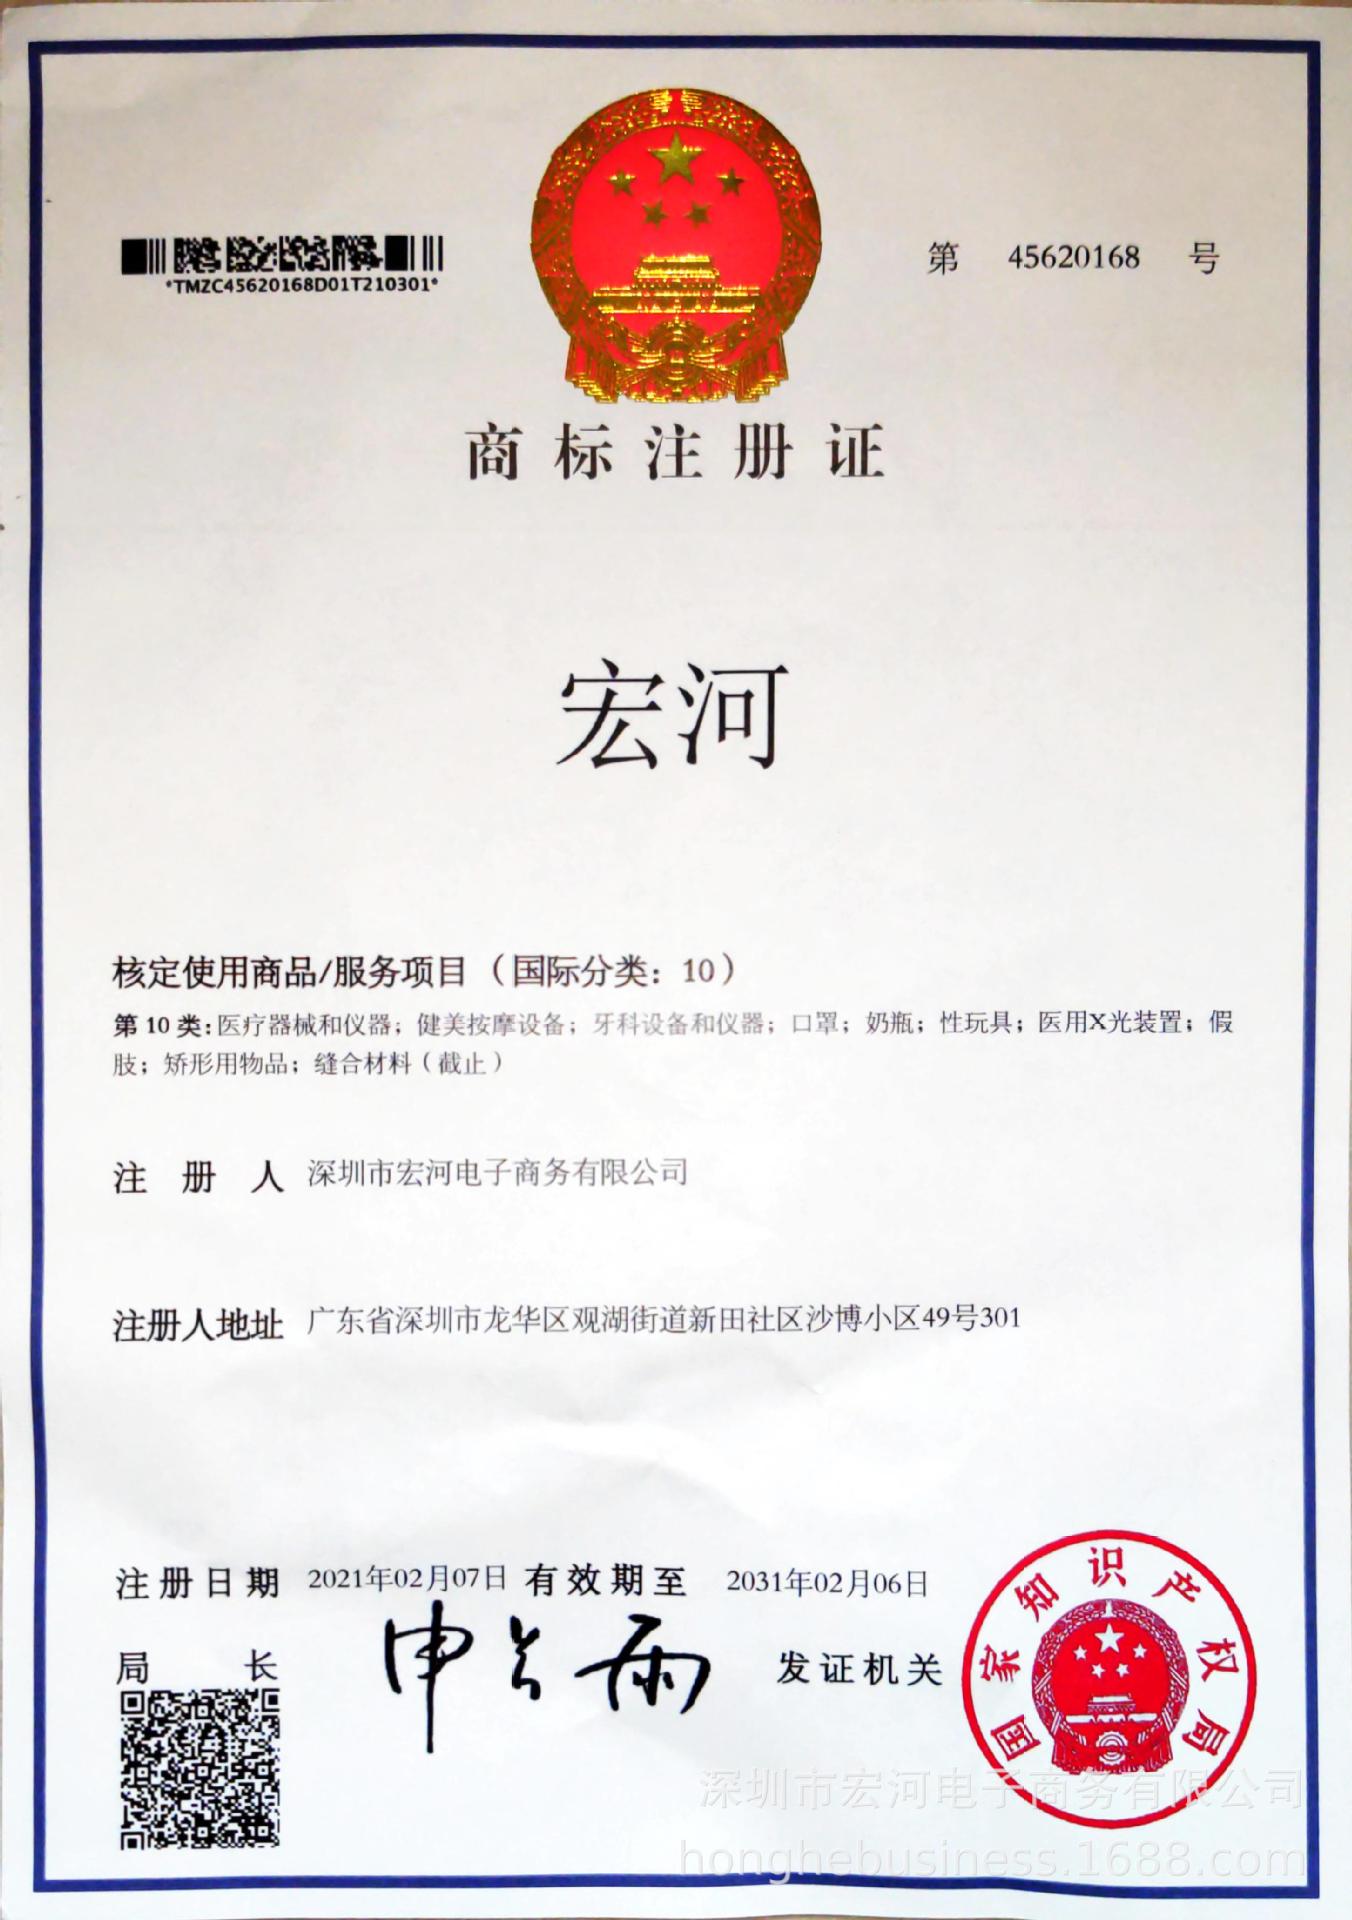 *TMZC45620168D01T210301*
第 45620168 号
商标注册证
宏河
核定使用商品/服务项目（国际分类：10）
第 10 类：医疗器械和仪器；健美按摩设备；牙科设备和仪器；口罩；奶瓶；性玩具；医用X光装置；假
肢；矫形用物品；缝合材料（截止）
注册人 深圳市宏河电子商务有限公司
注册人地址 广东省深圳市龙华区观湖街道新田社区沙博小区49号301
注册日期 2021年02月07日 有效期至 2031年02月06日
局长 申长雨 发证机关
国家知识产权局
深圳市宏河电子商务有限公司
honghebusiness.1688.com